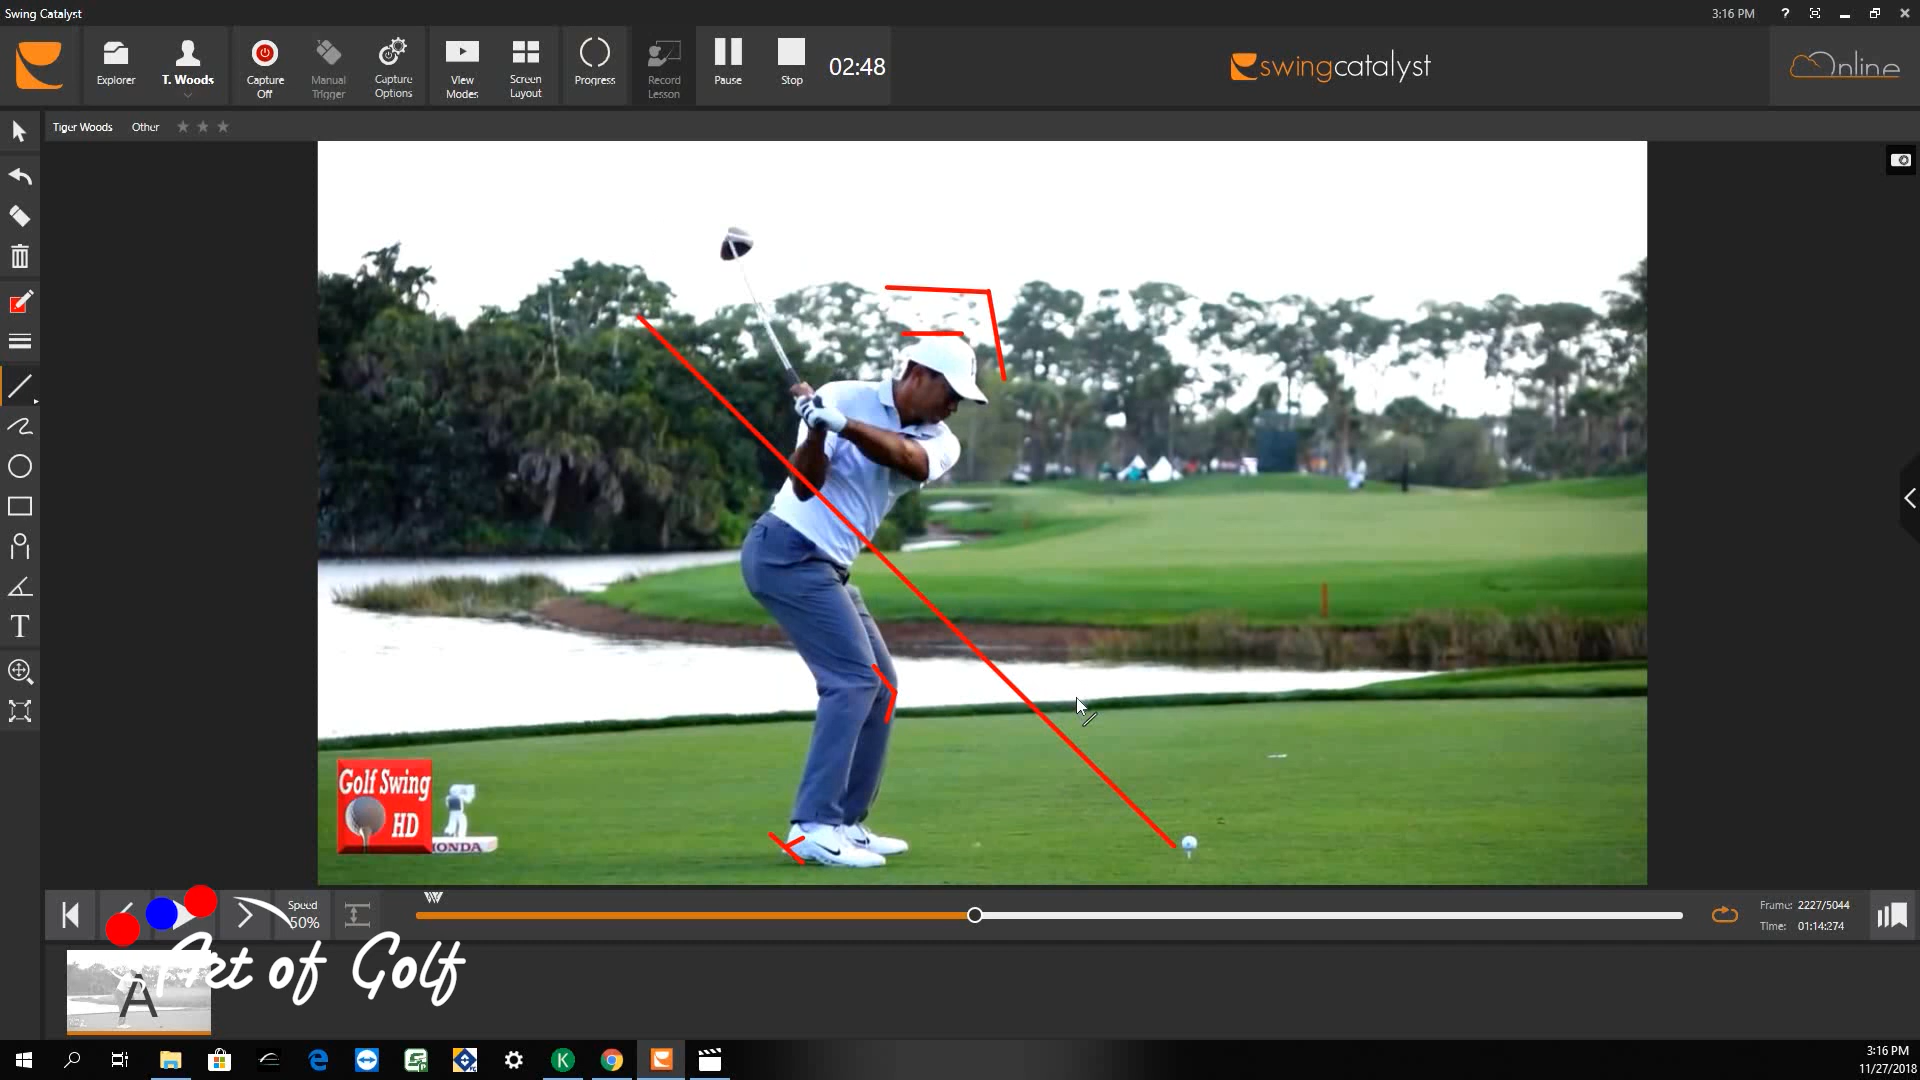 Swing Catalyst
3:16 PM
?
Explorer
T. Woods
Capture
Off
Manual
Trigger
Capture
Options
View
Modes
Screen
Layout
Progress
Record
Lesson
Pause
Stop
02:48
swingcatalyst
Online
Tiger Woods
Other
T
Golf Swing
HD
HONDA
Speed
50%
Frame: 2227/5044
Time: 01:14:274
A
Art of Golf
3:16 PM
11/27/2018